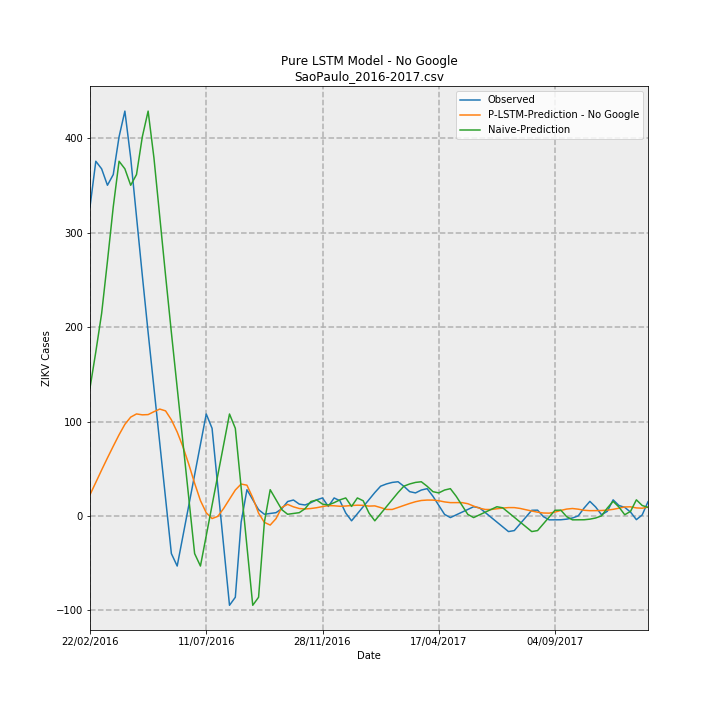 Pure LSTM Model - No Google
SaoPaulo_2016-2017.csv
Observed
P-LSTM-Prediction - No Google
Naive-Prediction
ZIKV Cases
400
300
200
100
0
−100
22/02/2016
11/07/2016
28/11/2016
17/04/2017
04/09/2017
Date